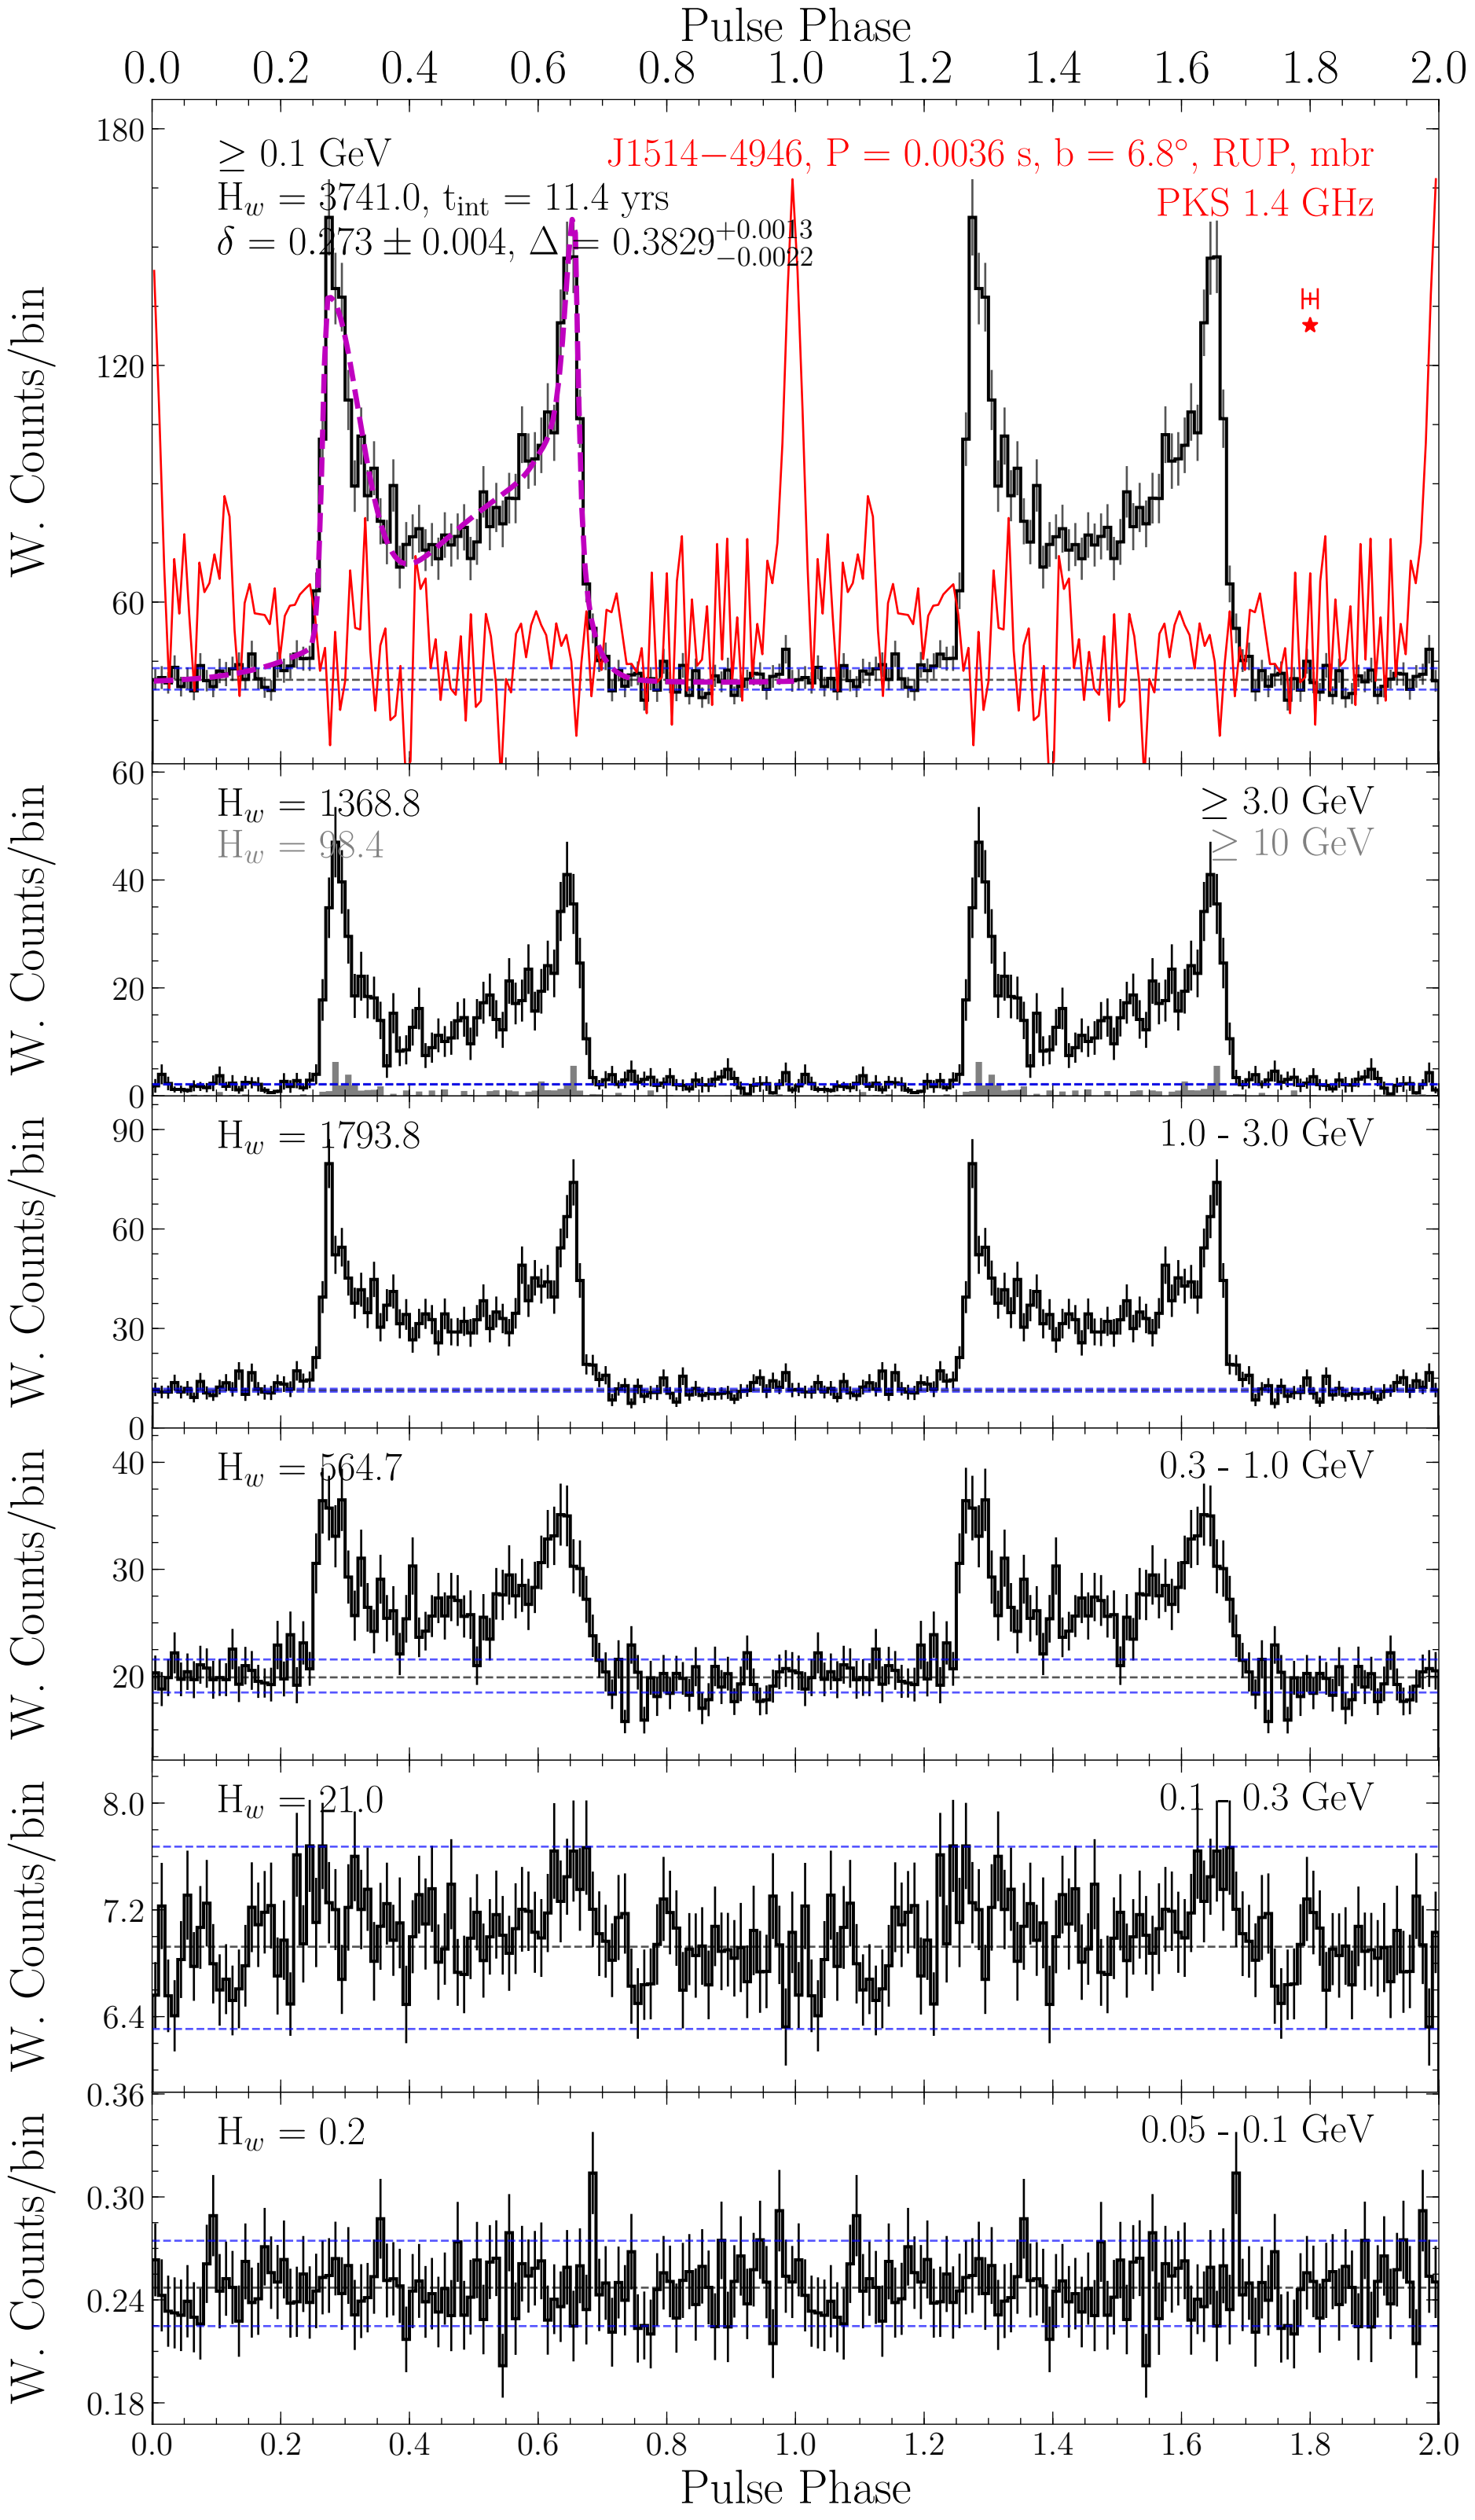 Pulse Phase
0.0 0.2 0.4 0.6 0.8 1.0 1.2 1.4 1.6 1.8 2.0
W. Counts/bin
180
120
60
≥ 0.1 GeV
H_w = 3741.0, t_int = 11.4 yrs
δ = 0.273 ± 0.004, Δ = 0.3829 +0.0013 −0.0022
J1514−4946, P = 0.0036 s, b = 6.8°, RUP, mbr
PKS 1.4 GHz
W. Counts/bin
60
40
20
0
H_w = 1368.8
H_w = 98.4
≥ 3.0 GeV
≥ 10 GeV
W. Counts/bin
90
60
30
0
H_w = 1793.8
1.0 - 3.0 GeV
W. Counts/bin
40
30
20
H_w = 564.7
0.3 - 1.0 GeV
W. Counts/bin
8.0
7.2
6.4
H_w = 21.0
0.1 - 0.3 GeV
W. Counts/bin
0.36
0.30
0.24
0.18
H_w = 0.2
0.05 - 0.1 GeV
0.0 0.2 0.4 0.6 0.8 1.0 1.2 1.4 1.6 1.8 2.0
Pulse Phase